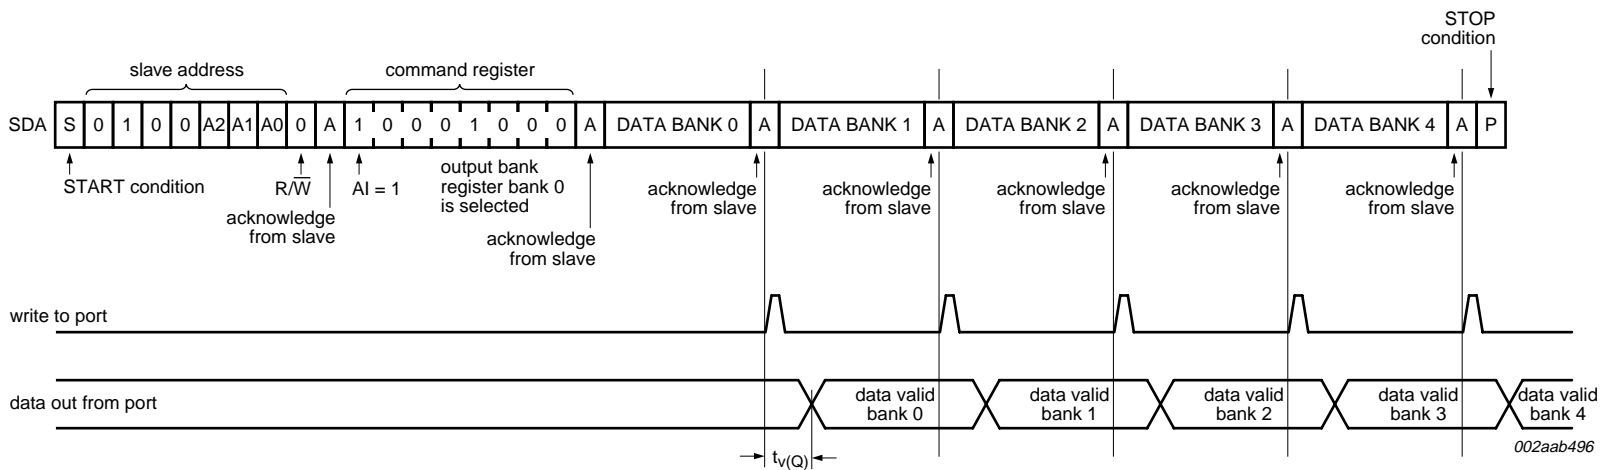 STOP
condition
slave address
command register
SDA S 0 1 0 0 A2 A1 A0 0 A 1 0 0 0 1 0 0 0 A DATA BANK 0 A DATA BANK 1 A DATA BANK 2 A DATA BANK 3 A DATA BANK 4 A P
START condition
R/W
acknowledge
from slave
AI = 1
output bank
register bank 0
is selected
acknowledge
from slave
acknowledge
from slave
acknowledge
from slave
acknowledge
from slave
acknowledge
from slave
acknowledge
from slave
write to port
data out from port
data valid
bank 0
data valid
bank 1
data valid
bank 2
data valid
bank 3
data valid
bank 4
tv(Q)
002aab496